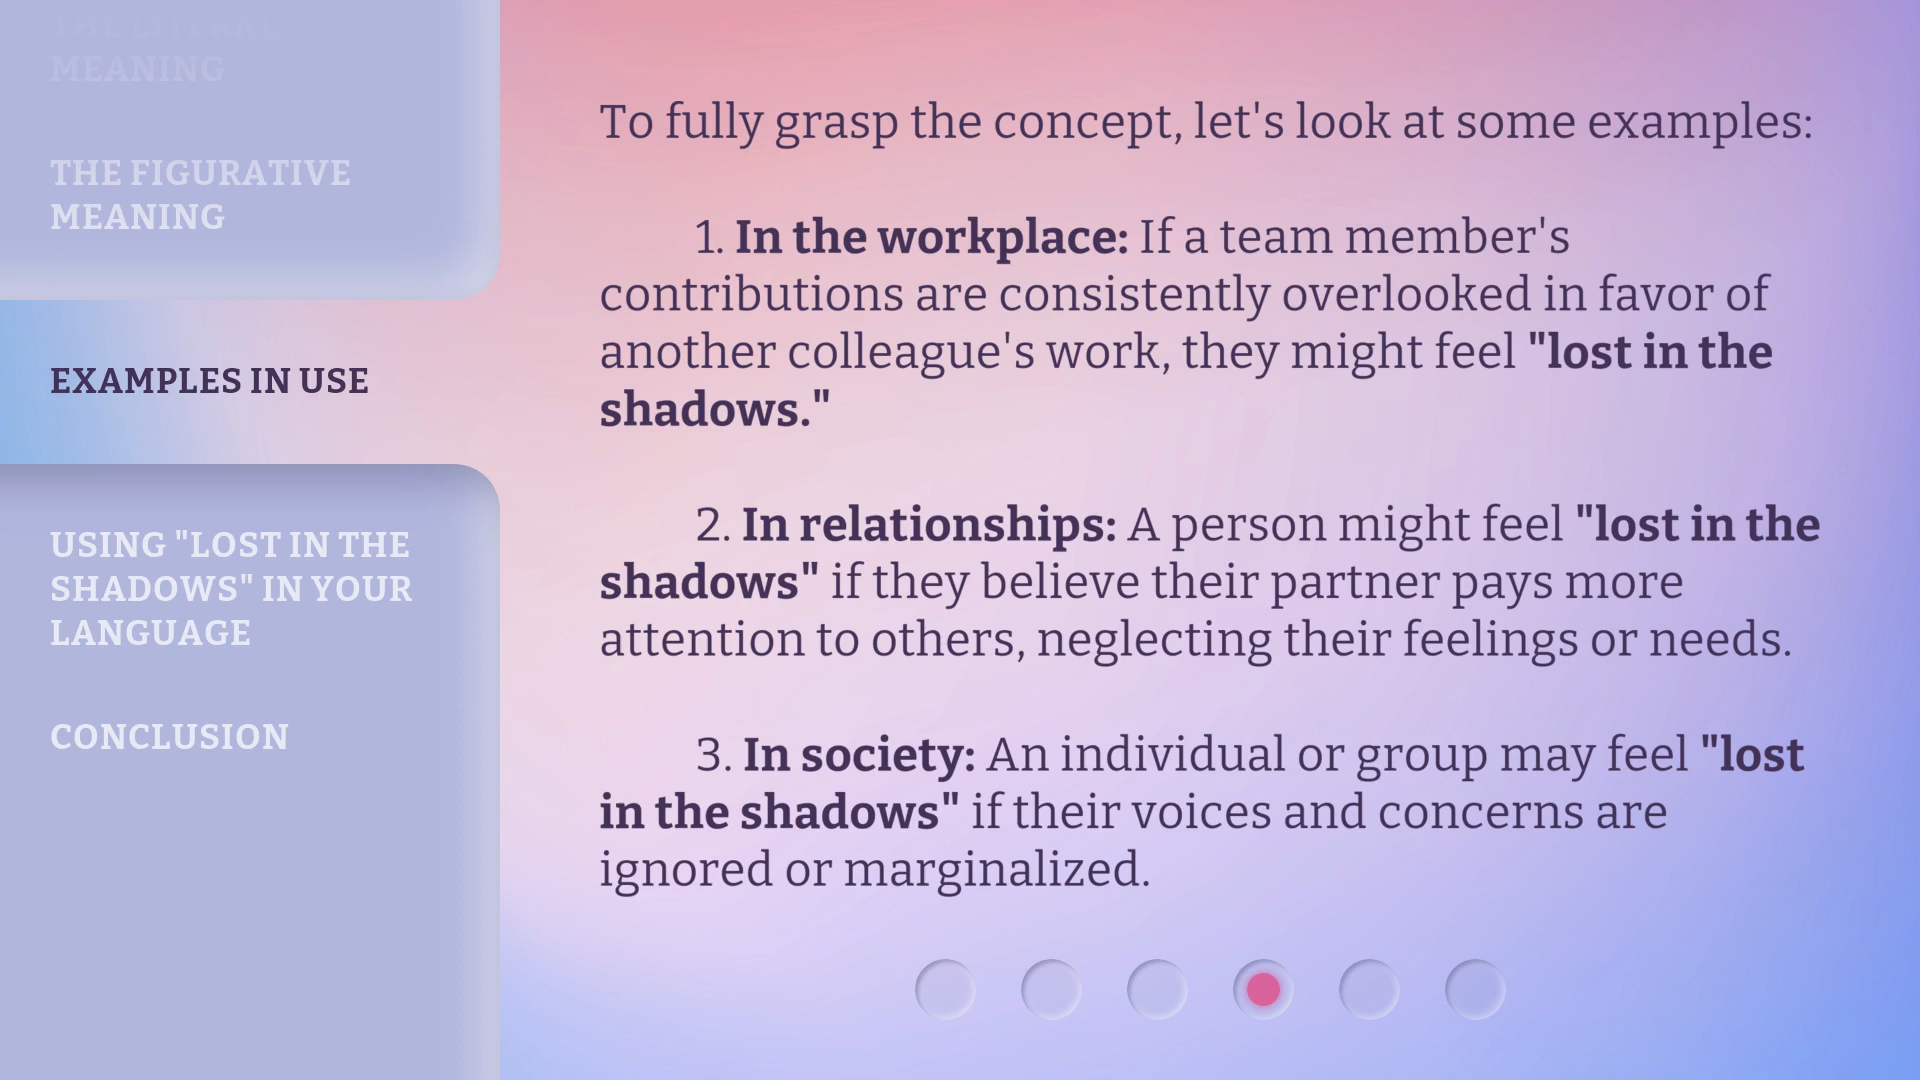 THE LITERAL
MEANING
THE FIGURATIVE
MEANING
EXAMPLES IN USE
USING "LOST IN THE
SHADOWS" IN YOUR
LANGUAGE
CONCLUSION
To fully grasp the concept, let's look at some examples:
1. In the workplace: If a team member's
contributions are consistently overlooked in favor of
another colleague's work, they might feel "lost in the
shadows."
2. In relationships: A person might feel "lost in the
shadows" if they believe their partner pays more
attention to others, neglecting their feelings or needs.
3. In society: An individual or group may feel "lost
in the shadows" if their voices and concerns are
ignored or marginalized.